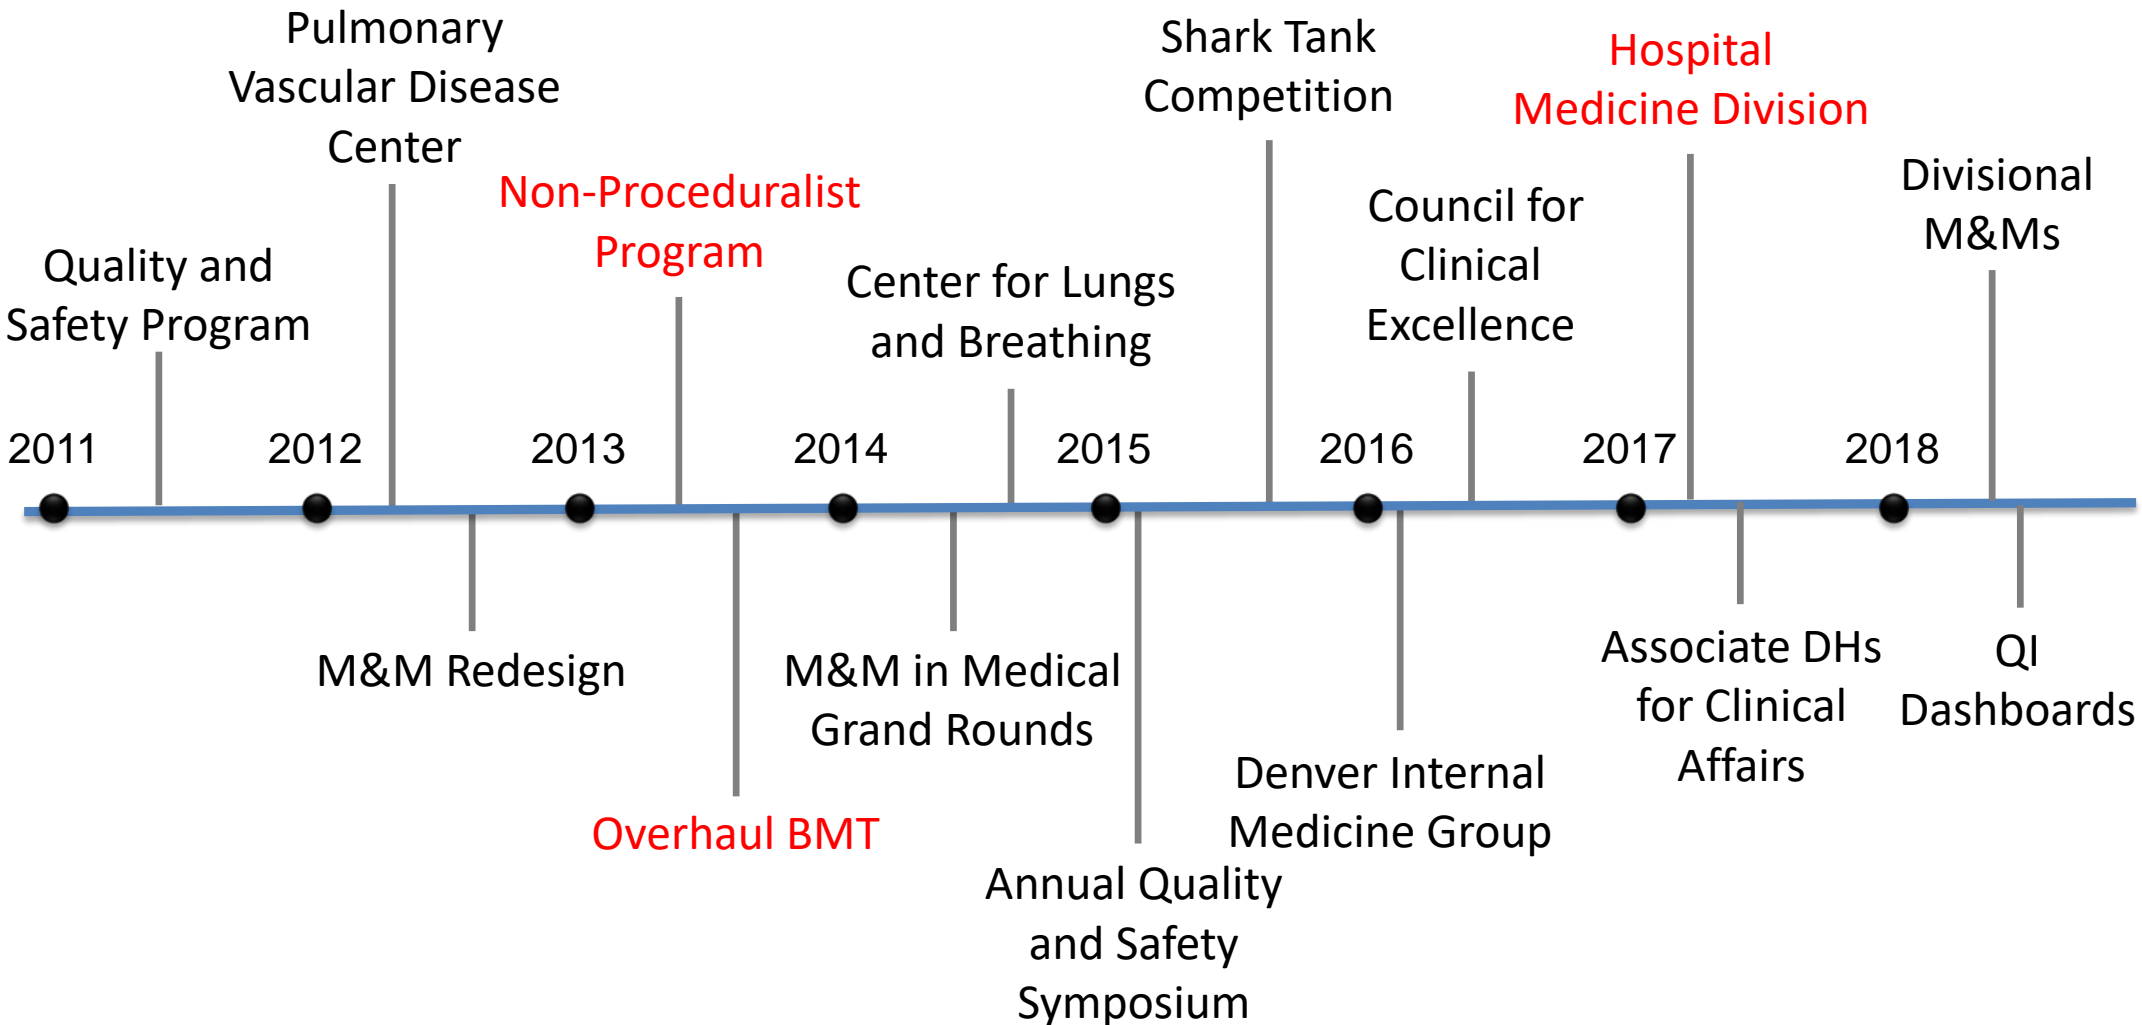 Pulmonary
Vascular Disease
Center
Shark Tank
Competition
Hospital
Medicine Division
Non-Proceduralist
Program
Divisional
M&Ms
Council for
Clinical
Excellence
Quality and
Safety Program
Center for Lungs
and Breathing
2011
2012
2013
2014
2015
2016
2017
2018
M&M Redesign
M&M in Medical
Grand Rounds
Associate DHs
for Clinical
Affairs
QI
Dashboards
Overhaul BMT
Denver Internal
Medicine Group
Annual Quality
and Safety
Symposium